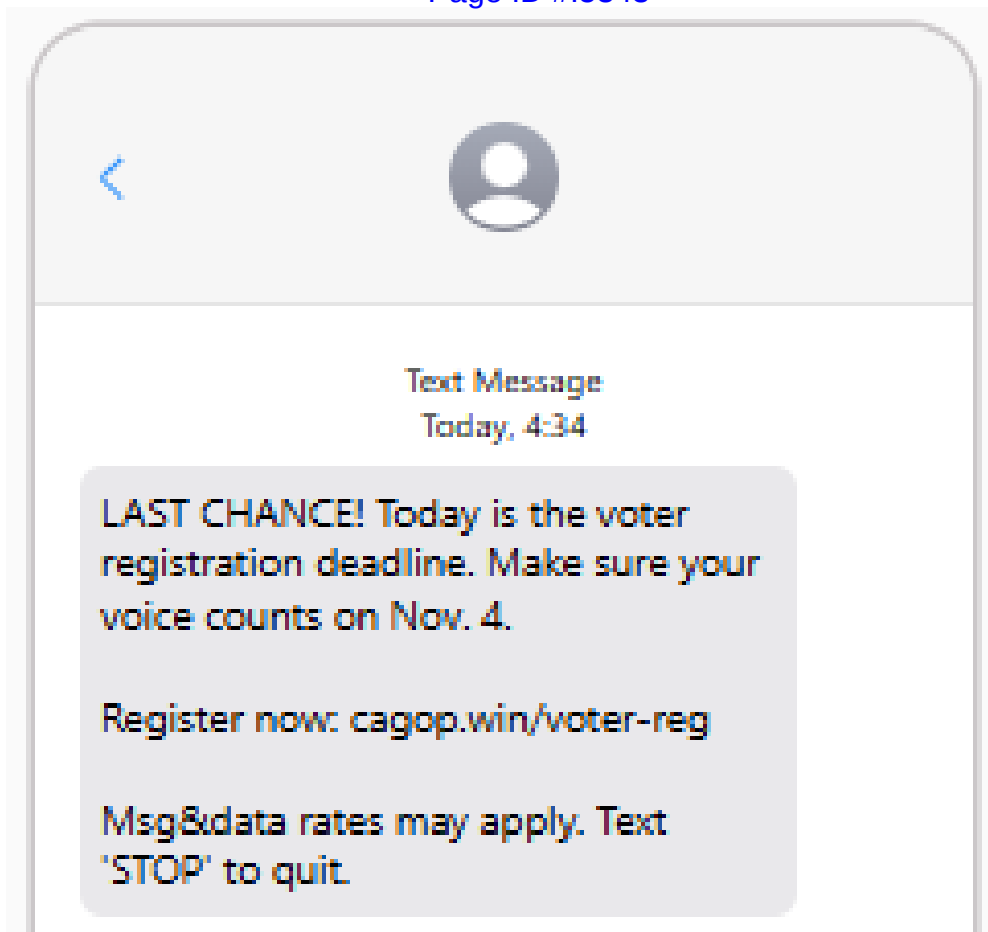 Text Message
Today, 4:34
LAST CHANCE! Today is the voter
registration deadline. Make sure your
voice counts on Nov. 4.
Register now: cagop.win/voter-reg
Msg&data rates may apply. Text
'STOP' to quit.